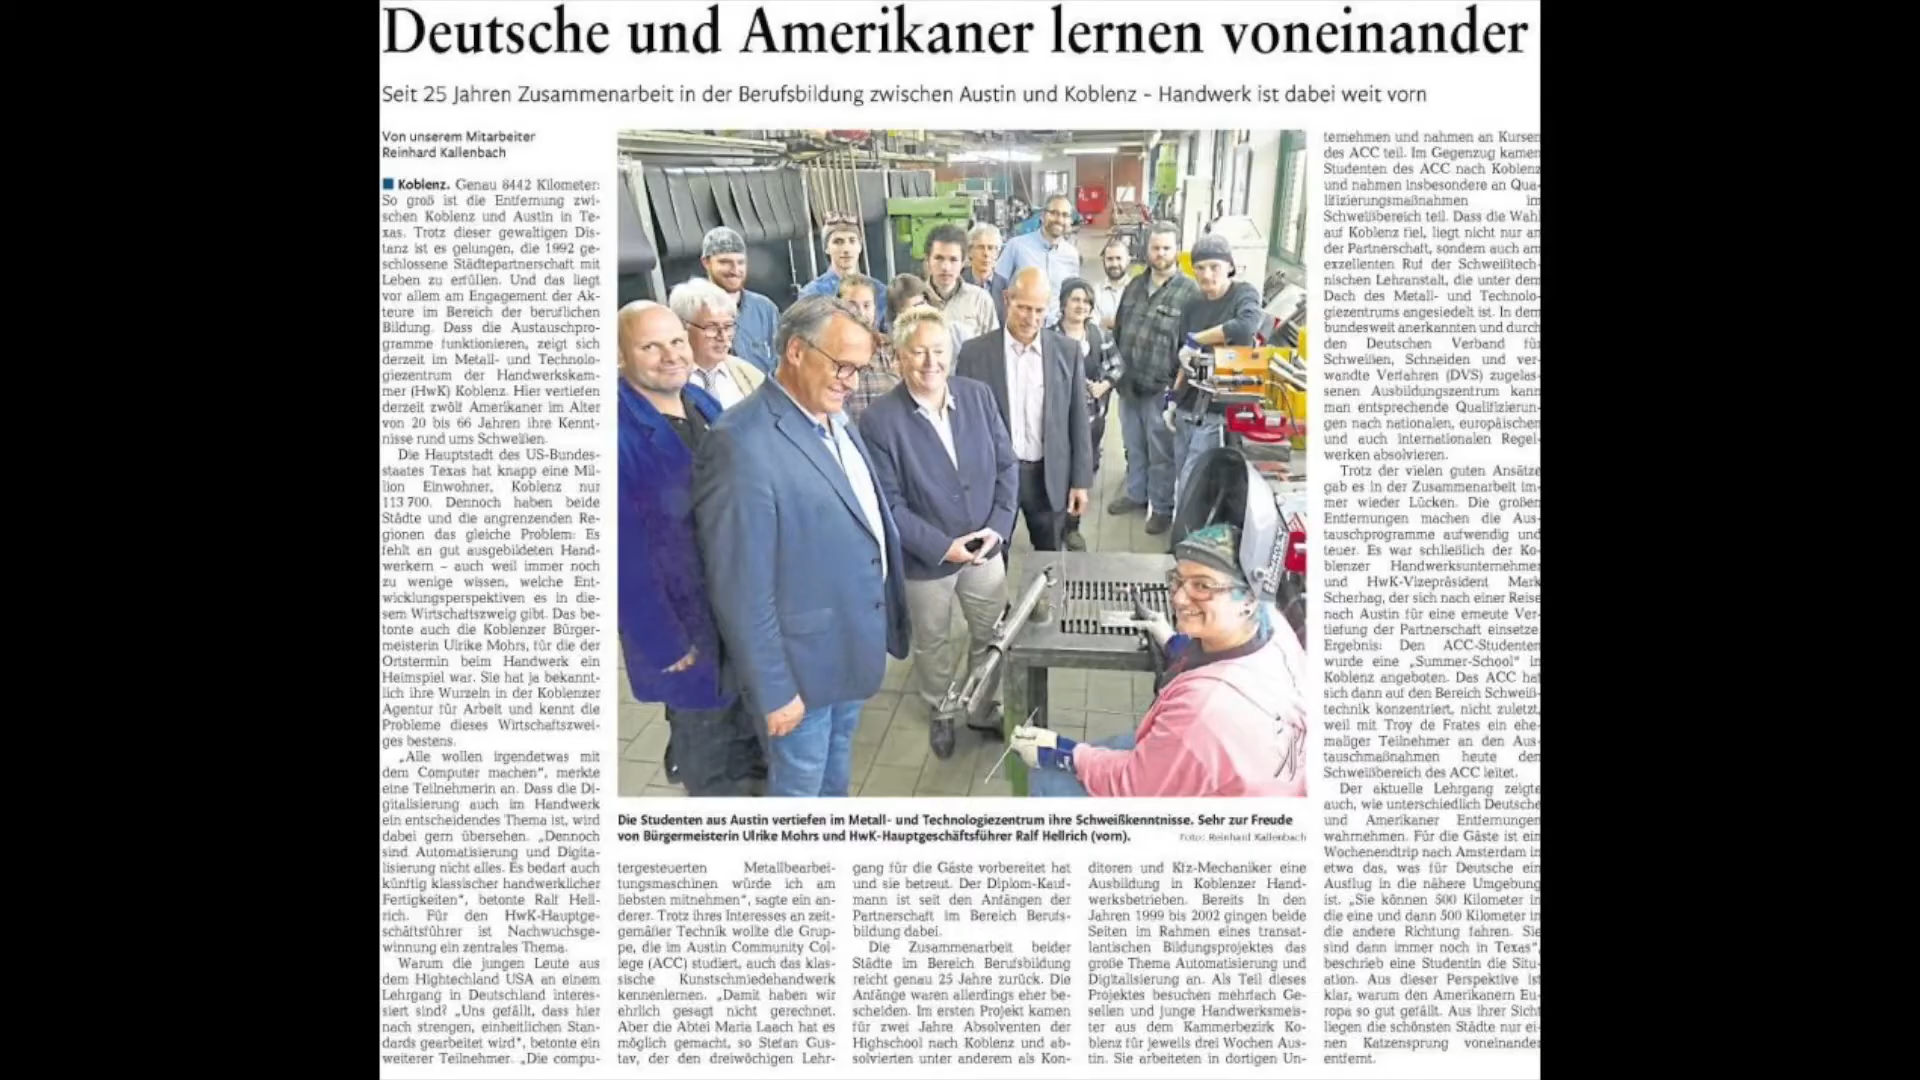 Deutsche und Amerikaner lernen voneinander
Seit 25 Jahren Zusammenarbeit in der Berufsbildung zwischen Austin und Koblenz – Handwerk ist dabei weit vorn
Von unserem Mitarbeiter
Reinhard Kallenbach
Koblenz. Genau 8442 Kilometer:
So groß ist die Entfernung zwi-
schen Koblenz und Austin in Te-
xas. Trotz dieser gewaltigen Dis-
tanz ist es gelungen, die 1992 ge-
schlossene Städtepartnerschaft mit
Leben zu erfüllen. Und das liegt
vor allem am Engagement der Ak-
teure im Bereich der beruflichen
Bildung. Dass die Austauschpro-
gramme funktionieren, zeigt sich
derzeit im Metall- und Technolo-
giezentrum der Handwerkskam-
mer (HwK) Koblenz. Hier vertiefen
derzeit zwölf Amerikaner im Alter
von 20 bis 66 Jahren ihre Kennt-
nisse rund ums Schweißen.
Die Hauptstadt des US-Bundes-
staates Texas hat knapp eine Mil-
lion Einwohner, Koblenz nur
113 700. Dennoch haben beide
Städte und die angrenzenden Re-
gionen das gleiche Problem: Es
fehlt an gut ausgebildeten Hand-
werkern – auch weil immer noch
zu wenige wissen, welche Ent-
wicklungsperspektiven es in die-
sem Wirtschaftszweig gibt. Das be-
tonte auch die Koblenzer Bürger-
meisterin Ulrike Mohrs, für die der
Ortstermin beim Handwerk ein
Heimspiel war. Sie hat ja bekannt-
lich ihre Wurzeln in der Koblenzer
Agentur für Arbeit und kennt die
Probleme dieses Wirtschaftszwei-
ges bestens.
„Alle wollen irgendetwas mit
dem Computer machen“, merkte
eine Teilnehmerin an. Dass die Di-
gitalisierung auch im Handwerk
ein entscheidendes Thema ist, wird
dabei gern übersehen. „Dennoch
sind Automatisierung und Digita-
lisierung nicht alles. Es bedarf auch
künftig klassischer handwerklicher
Fertigkeiten“, betonte Ralf Hell-
rich. Für den HwK-Hauptge-
schäftsführer ist Nachwuchsge-
winnung ein zentrales Thema.
Warum die jungen Leute aus
dem Hightechland USA an einem
Lehrgang in Deutschland interes-
siert sind? „Uns gefällt, dass hier
nach strengen, einheitlichen Stan-
dards gearbeitet wird“, betonte ein
weiterer Teilnehmer. „Die compu-
Die Studenten aus Austin vertiefen im Metall- und Technologiezentrum ihre Schweißkenntnisse. Sehr zur Freude
von Bürgermeisterin Ulrike Mohrs und HwK-Hauptgeschäftsführer Ralf Hellrich (vorn).
Foto: Reinhard Kallenbach
tergesteuerten Metallbearbei-
tungsmaschinen würde ich am
liebsten mitnehmen“, sagte ein an-
derer. Trotz ihres Interesses an zeit-
gemäßer Technik wollte die Grup-
pe, die im Austin Community Col-
lege (ACC) studiert, auch das klas-
sische Kunstschmiedehandwerk
kennenlernen. „Damit haben wir
ehrlich gesagt nicht gerechnet.
Aber die Abtei Maria Laach hat es
möglich gemacht, so Stefan Gus-
tav, der den dreiwöchigen Lehr-
gang für die Gäste vorbereitet hat
und sie betreut. Der Diplom-Kauf-
mann ist seit den Anfängen der
Partnerschaft im Bereich Berufs-
bildung dabei.
Die Zusammenarbeit beider
Städte im Bereich Berufsbildung
reicht genau 25 Jahre zurück. Die
Anfänge waren allerdings eher be-
scheiden. Im ersten Projekt kamen
für zwei Jahre Absolventen der
Highschool nach Koblenz und ab-
solvierten unter anderem als Kon-
ditoren und Kfz-Mechaniker eine
Ausbildung in Koblenzer Hand-
werksbetrieben. Bereits in den
Jahren 1999 bis 2002 gingen beide
Seiten im Rahmen eines transat-
lantischen Bildungsprojektes das
große Thema Automatisierung und
Digitalisierung an. Als Teil dieses
Projektes besuchen mehrfach Ge-
sellen und junge Handwerksmeis-
ter aus dem Kammerbezirk Ko-
blenz für jeweils drei Wochen Aus-
tin. Sie arbeiteten in dortigen Un-
ternehmen und nahmen an Kursen
des ACC teil. Im Gegenzug kamen
Studenten des ACC nach Koblenz
und nahmen insbesondere an Qua-
lifizierungsmaßnahmen im
Schweißbereich teil. Dass die Wahl
auf Koblenz fiel, liegt nicht nur an
der Partnerschaft, sondern auch am
exzellenten Ruf der Schweißtech-
nischen Lehranstalt, die unter dem
Dach des Metall- und Technolo-
giezentrums angesiedelt ist. In dem
bundesweit anerkannten und durch
den Deutschen Verband für
Schweißen, Schneiden und ver-
wandte Verfahren (DVS) zugelas-
senen Ausbildungszentrum kann
man entsprechende Qualifizierun-
gen nach nationalen, europäischen
und auch internationalen Regel-
werken absolvieren.
Trotz der vielen guten Ansätze
gab es in der Zusammenarbeit im-
mer wieder Lücken. Die großen
Entfernungen machen die Aus-
tauschprogramme aufwendig und
teuer. Es war schließlich der Ko-
blenzer Handwerksunternehmer
und HwK-Vizepräsident Mark
Scherhag, der sich nach einer Reise
nach Austin für eine erneute Ver-
tiefung der Partnerschaft einsetze.
Ergebnis: Den ACC-Studenten
wurde eine „Summer-School“ in
Koblenz angeboten. Das ACC hat
sich dann auf den Bereich Schweiß-
technik konzentriert, nicht zuletzt,
weil mit Troy de Frates ein ehe-
maliger Teilnehmer an den Aus-
tauschmaßnahmen heute den
Schweißbereich des ACC leitet.
Der aktuelle Lehrgang zeigte
auch, wie unterschiedlich Deutsche
und Amerikaner Entfernungen
wahrnehmen. Für die Gäste ist ein
Wochenendtrip nach Amsterdam in
etwa das, was für Deutsche ein
Ausflug in die nähere Umgebung
ist. „Sie können 500 Kilometer in
die eine und dann 500 Kilometer in
die andere Richtung fahren. Sie
sind dann immer noch in Texas“,
beschrieb eine Studentin die Situ-
ation. Aus dieser Perspektive ist
klar, warum den Amerikanern Eu-
ropa so gut gefällt. Aus ihrer Sicht
liegen die schönsten Städte nur ei-
nen Katzensprung voneinander
entfernt.